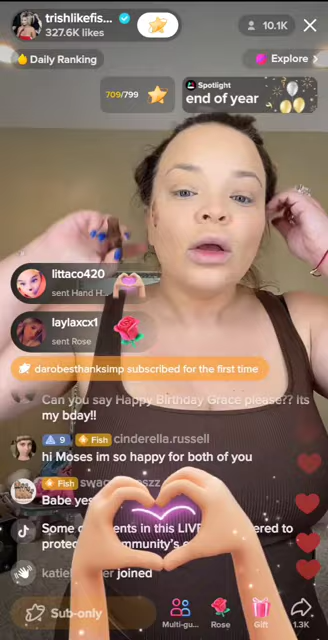 trishlikefis...
327.6K likes
10.1K
Daily Ranking
Explore
709/799
Spotlight
end of year
littaco420
sent Hand H...
laylaxcx1
sent Rose
darobesthanksimp subscribed for the first time
Can you say Happy Birthday Grace please?? its
my bday!!
9 Fish cinderella.russell
hi Moses im so happy for both of you
Fish
Babe yes
Some
in this LIVE
ered to
protec
mmunity's
joined
Sub-only
Multi-gu...
Rose
Gift
1.3K